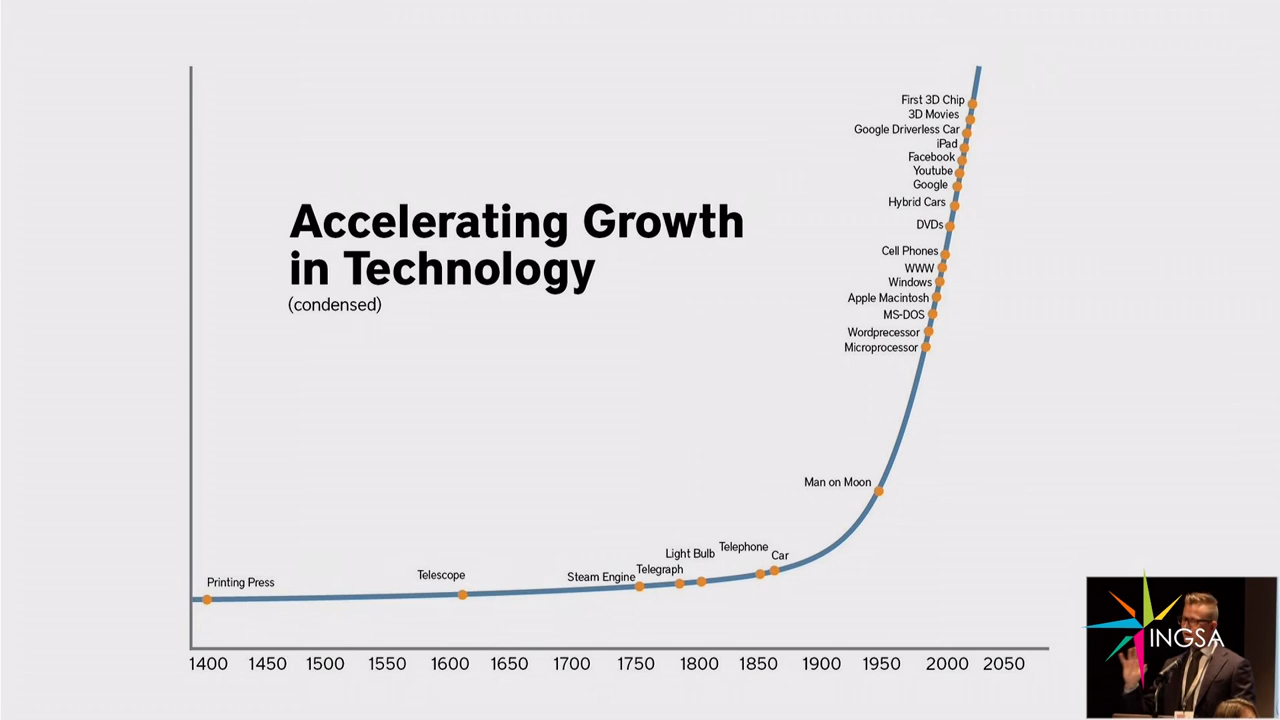 Accelerating Growth
in Technology
(condensed)
First 3D Chip
3D Movies
Google Driverless Car
iPad
Facebook
Youtube
Google
Hybrid Cars
DVDs
Cell Phones
WWW
Windows
Apple Macintosh
MS-DOS
Wordprecessor
Microprocessor
Man on Moon
Printing Press
Telescope
Steam Engine
Telegraph
Light Bulb
Telephone
Car
1400 1450 1500 1550 1600 1650 1700 1750 1800 1850 1900 1950 2000 2050
INGSA